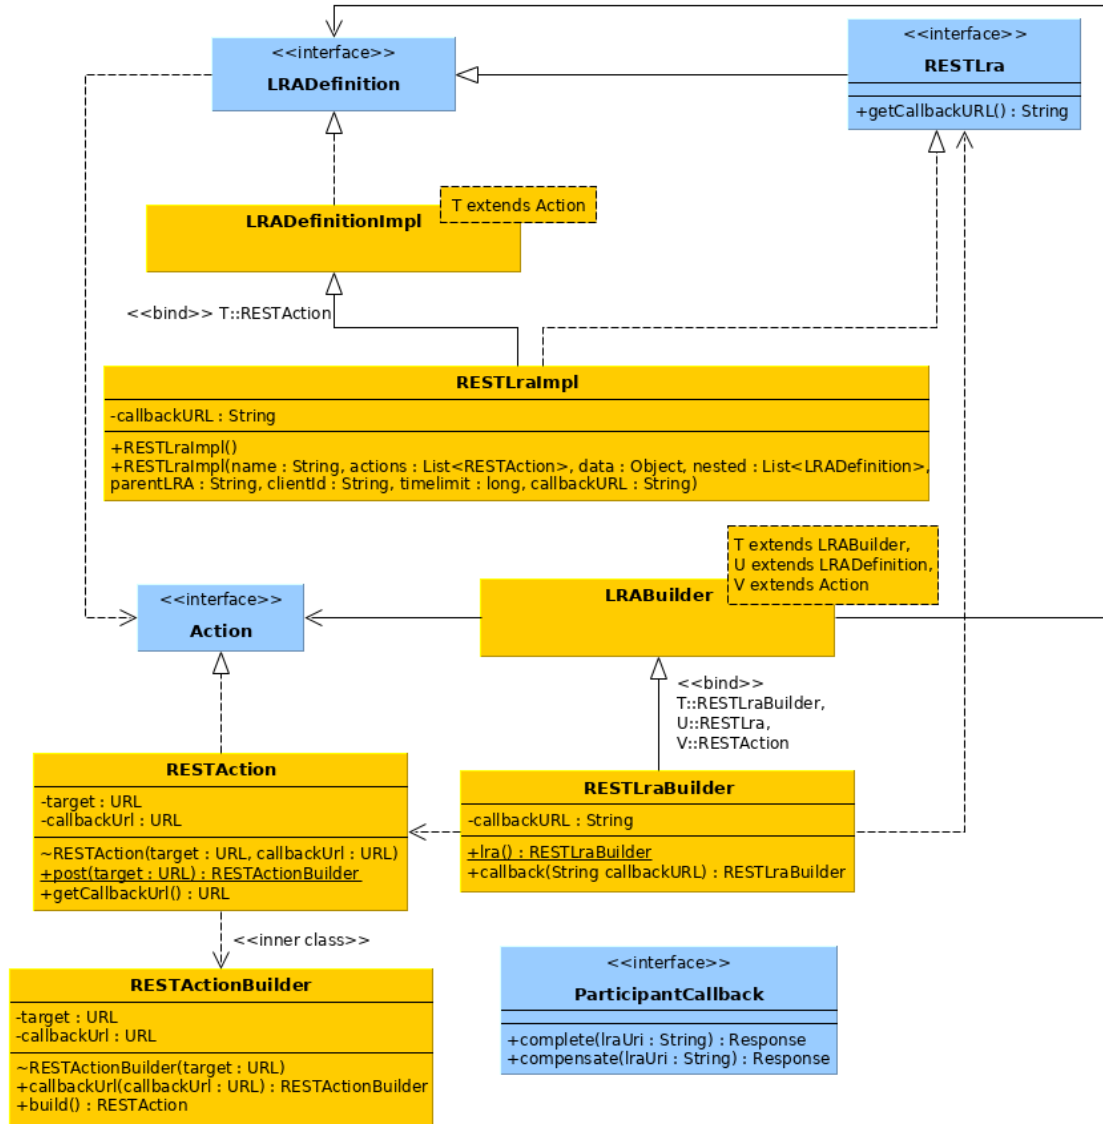 <<interface>>
LRADefinition
<<interface>>
RESTLra
+getCallbackURL() : String
T extends Action
LRADefinitionImpl
<<bind>> T::RESTAction
RESTLraImpl
-callbackURL : String
+RESTLraImpl()
+RESTLraImpl(name : String, actions : List<RESTAction>, data : Object, nested : List<LRADefinition>,
parentLRA : String, clientId : String, timelimit : long, callbackURL : String)
T extends LRABuilder,
U extends LRADefinition,
V extends Action
<<interface>>
Action
LRABuilder
<<bind>>
T::RESTLraBuilder,
U::RESTLra,
V::RESTAction
RESTAction
-target : URL
-callbackUrl : URL
~RESTAction(target : URL, callbackUrl : URL)
+post(target : URL) : RESTActionBuilder
+getCallbackUrl() : URL
RESTLraBuilder
-callbackURL : String
+lra() : RESTLraBuilder
+callback(String callbackURL) : RESTLraBuilder
<<inner class>>
RESTActionBuilder
-target : URL
-callbackUrl : URL
~RESTActionBuilder(target : URL)
+callbackUrl(callbackUrl : URL) : RESTActionBuilder
+build() : RESTAction
<<interface>>
ParticipantCallback
+complete(lraUri : String) : Response
+compensate(lraUri : String) : Response